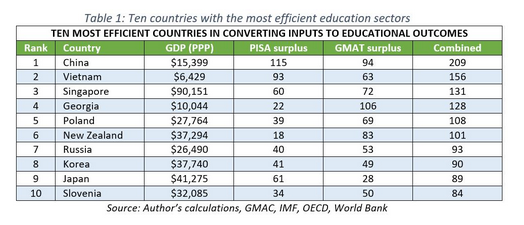 Table 1: Ten countries with the most efficient education sectors
TEN MOST EFFICIENT COUNTRIES IN CONVERTING INPUTS TO EDUCATIONAL OUTCOMES
Rank Country GDP (PPP) PISA surplus GMAT surplus Combined
1 China $15,399 115 94 209
2 Vietnam $6,429 93 63 156
3 Singapore $90,151 60 72 131
4 Georgia $10,044 22 106 128
5 Poland $27,764 39 69 108
6 New Zealand $37,294 18 83 101
7 Russia $26,490 40 53 93
8 Korea $37,740 41 49 90
9 Japan $41,275 61 28 89
10 Slovenia $32,085 34 50 84
Source: Author's calculations, GMAC, IMF, OECD, World Bank